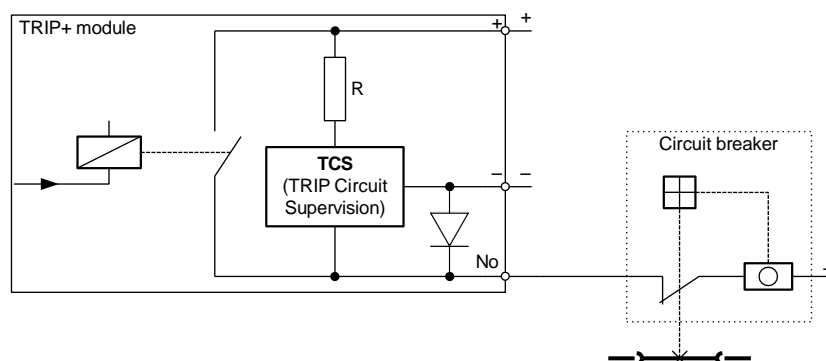 TRIP+ module
+ +
R
TCS
(TRIP Circuit
Supervision)
– –
No
Circuit breaker
–